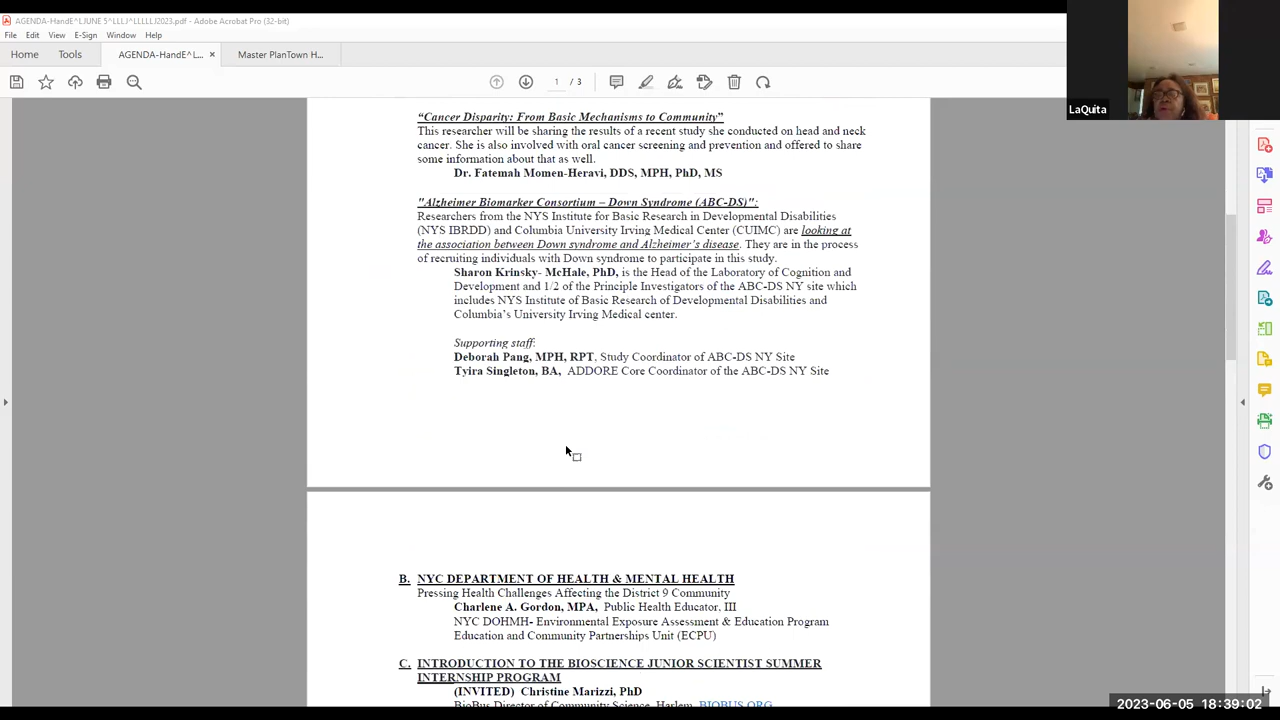 AGENDA-HandE^LJUNE 5^LLLJ^LLLLLJ2023.pdf - Adobe Acrobat Pro (32-bit)
File Edit View E-Sign Window Help
Home Tools AGENDA-HandE^L... × Master PlanTown H...
1 / 3
LaQuita
"Cancer Disparity: From Basic Mechanisms to Community"
This researcher will be sharing the results of a recent study she conducted on head and neck
cancer. She is also involved with oral cancer screening and prevention and offered to share
some information about that as well.
Dr. Fatemah Momen-Heravi, DDS, MPH, PhD, MS
"Alzheimer Biomarker Consortium – Down Syndrome (ABC-DS)":
Researchers from the NYS Institute for Basic Research in Developmental Disabilities
(NYS IBRDD) and Columbia University Irving Medical Center (CUIMC) are looking at
the association between Down syndrome and Alzheimer's disease. They are in the process
of recruiting individuals with Down syndrome to participate in this study.
Sharon Krinsky- McHale, PhD, is the Head of the Laboratory of Cognition and
Development and 1/2 of the Principle Investigators of the ABC-DS NY site which
includes NYS Institute of Basic Research of Developmental Disabilities and
Columbia's University Irving Medical center.
Supporting staff:
Deborah Pang, MPH, RPT, Study Coordinator of ABC-DS NY Site
Tyira Singleton, BA, ADDORE Core Coordinator of the ABC-DS NY Site
B. NYC DEPARTMENT OF HEALTH & MENTAL HEALTH
Pressing Health Challenges Affecting the District 9 Community
Charlene A. Gordon, MPA, Public Health Educator, III
NYC DOHMH- Environmental Exposure Assessment & Education Program
Education and Community Partnerships Unit (ECPU)
C. INTRODUCTION TO THE BIOSCIENCE JUNIOR SCIENTIST SUMMER
INTERNSHIP PROGRAM
(INVITED) Christine Marizzi, PhD
BioBus Director of Community Science, Harlem, BIOBUS.ORG
2023-06-05 18:39:02